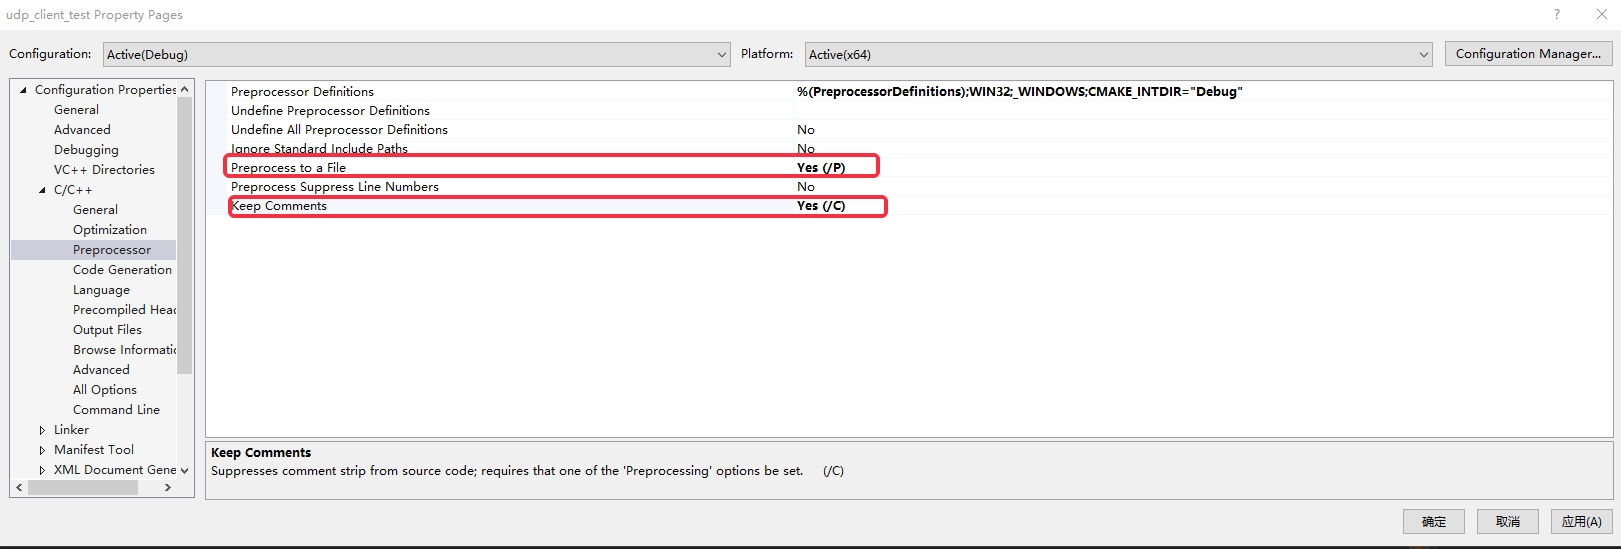 udp_client_test Property Pages
? ×
Configuration: Active(Debug) Platform: Active(x64) Configuration Manager...
Configuration Properties
General
Advanced
Debugging
VC++ Directories
C/C++
General
Optimization
Preprocessor
Code Generation
Language
Precompiled Head
Output Files
Browse Informatic
Advanced
All Options
Command Line
Linker
Manifest Tool
XML Document Gene
Preprocessor Definitions %(PreprocessorDefinitions);WIN32;_WINDOWS;CMAKE_INTDIR="Debug"
Undefine Preprocessor Definitions
Undefine All Preprocessor Definitions No
Ignore Standard Include Paths No
Preprocess to a File Yes (/P)
Preprocess Suppress Line Numbers No
Keep Comments Yes (/C)
Keep Comments
Suppresses comment strip from source code; requires that one of the 'Preprocessing' options be set. (/C)
确定 取消 应用(A)